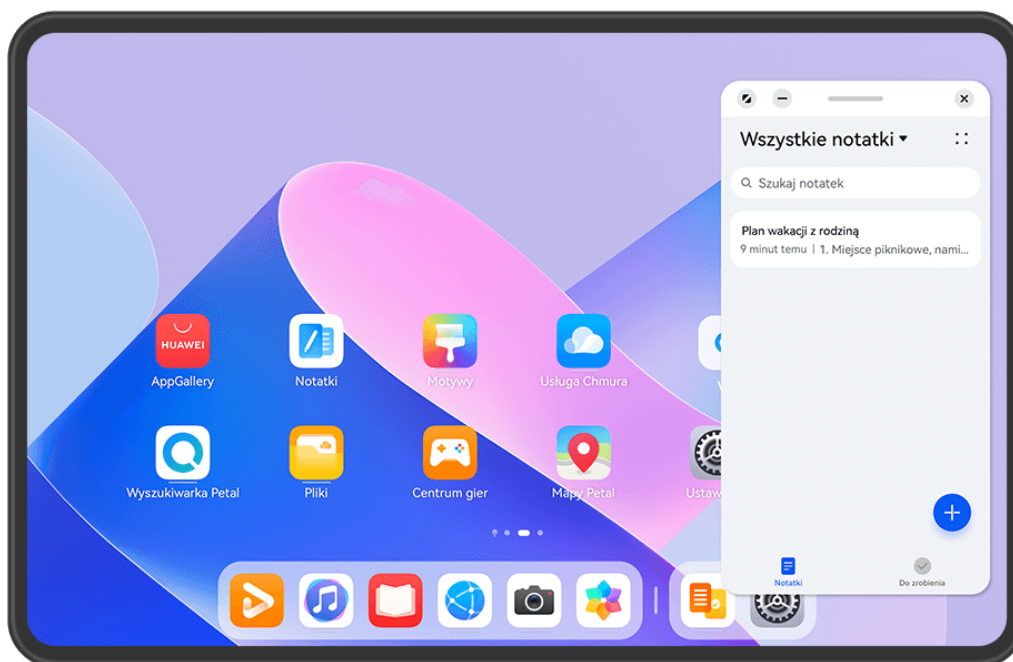 Wszystkie notatki
Szukaj notatek
Plan wakacji z rodziną
9 minut temu | 1. Miejsce piknikowe, nami...
HUAWEI
AppGallery
Notatki
Motywy
Usługa Chmura
Wyszukiwarka Petal
Pliki
Centrum gier
Mapy Petal
Ustaw
Notatki
Do zrobienia